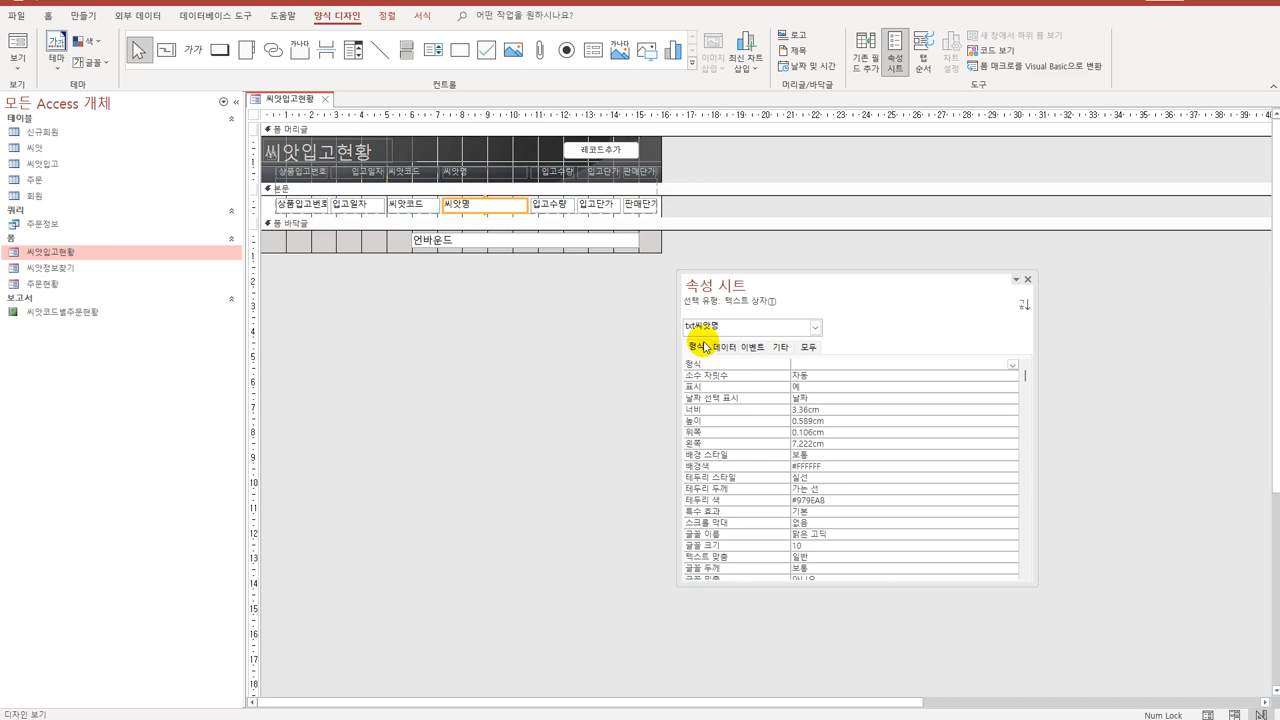 파일 홈 만들기 외부 데이터 데이터베이스 도구 도움말 양식 디자인 정렬 서식 어떤 작업을 원하시나요?
보기 테마 색 글꼴
가가 가나다 가나다
이미지 삽입 최신 차트 삽입
로고
제목
날짜 및 시간
기존 필드 추가 속성 시트 탭 순서 차트 설정
새 창에서 하위 폼 보기
코드 보기
폼 매크로를 Visual Basic으로 변환
보기 테마 컨트롤 머리글/바닥글 도구
모든 Access 개체
테이블
신규회원
씨앗
씨앗입고
주문
회원
쿼리
주문정보
폼
씨앗입고현황
씨앗정보찾기
주문현황
보고서
씨앗코드별주문현황
씨앗입고현황
폼 머리글
씨앗입고현황 레코드추가
상품입고번호 입고일자 씨앗코드 씨앗명 입고수량 입고단가 판매단가
본문
상품입고번호 입고일자 씨앗코드 씨앗명 입고수량 입고단가 판매단가
폼 바닥글
언바운드
속성 시트
선택 유형: 텍스트 상자(T)
txt씨앗명
형식 데이터 이벤트 기타 모두
형식
소수 자릿수 자동
표시 예
날짜 선택 표시 날짜
너비 3.36cm
높이 0.589cm
위쪽 0.106cm
왼쪽 7.222cm
배경 스타일 보통
배경색 #FFFFFF
테두리 스타일 실선
테두리 두께 가는 선
테두리 색 #979EA8
특수 효과 기본
스크롤 막대 없음
글꼴 이름 맑은 고딕
글꼴 크기 10
텍스트 맞춤 일반
글꼴 두께 보통
디자인 보기 Num Lock